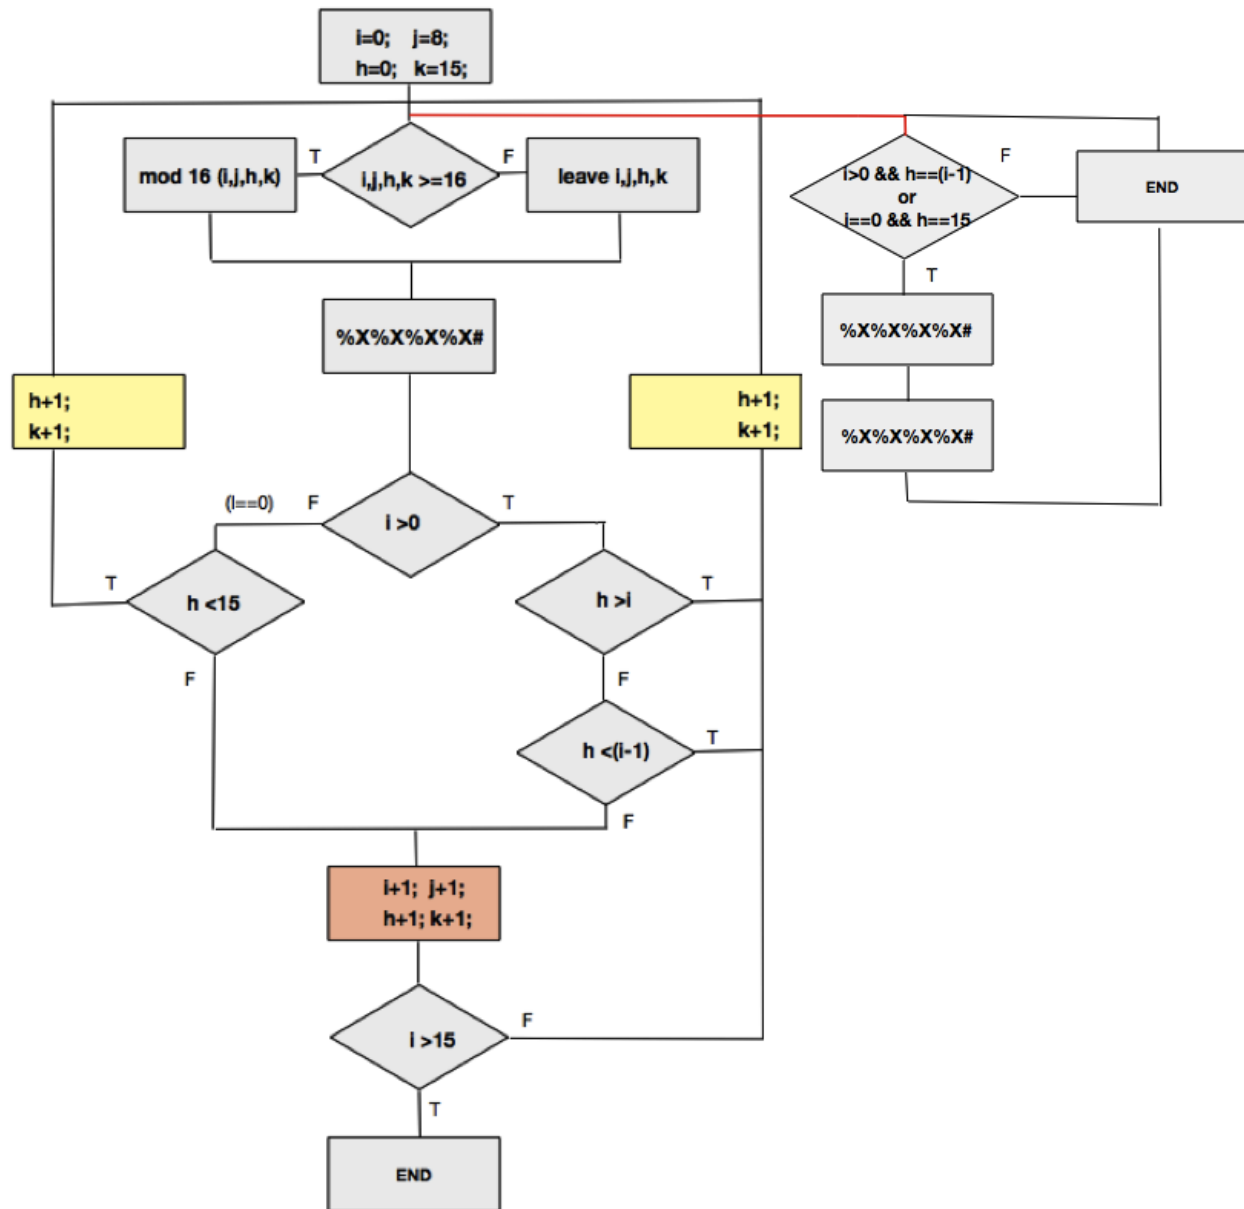 i=0; j=8;
h=0; k=15;
mod 16 (i,j,h,k)
T
i,j,h,k >=16
F
leave i,j,h,k
i>0 && h==(i-1)
or
i==0 && h==15
F
END
T
%X%X%X%X#
%X%X%X%X#
%X%X%X%X#
h+1;
k+1;
h+1;
k+1;
(I==0)
F
i >0
T
T
h <15
F
h >i
T
F
h <(i-1)
T
F
i+1; j+1;
h+1; k+1;
i >15
F
T
END